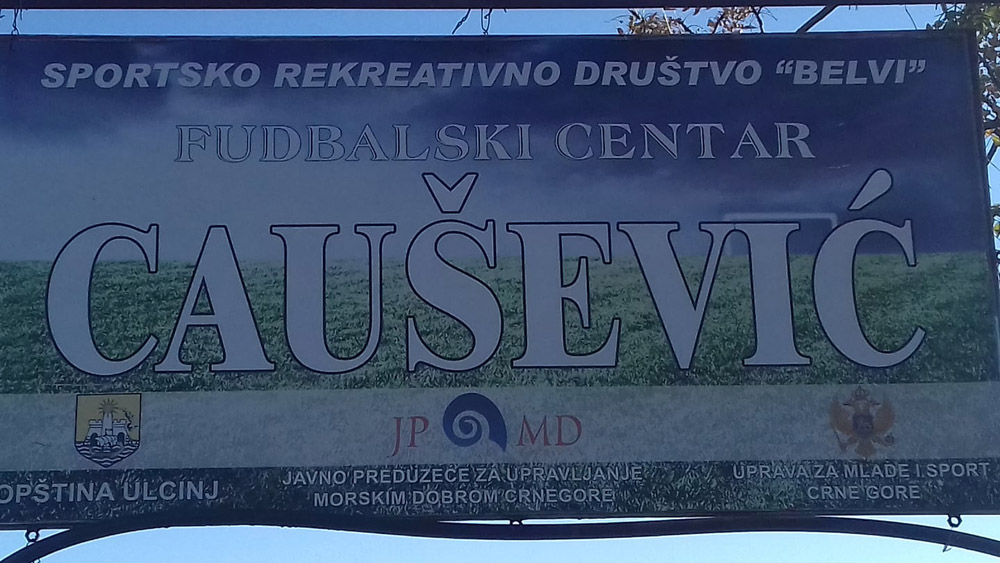 SPORTSKO REKREATIVNO DRUŠTVO “BELVI”
FUDBALSKI CENTAR
CAUŠEVIĆ
JP MD
OPŠTINA ULCINJ
JAVNO PREDUZEĆE ZA UPRAVLJANJE
MORSKIM DOBROM CRNEGORE
UPRAVA ZA MLADE I SPORT
CRNE GORE